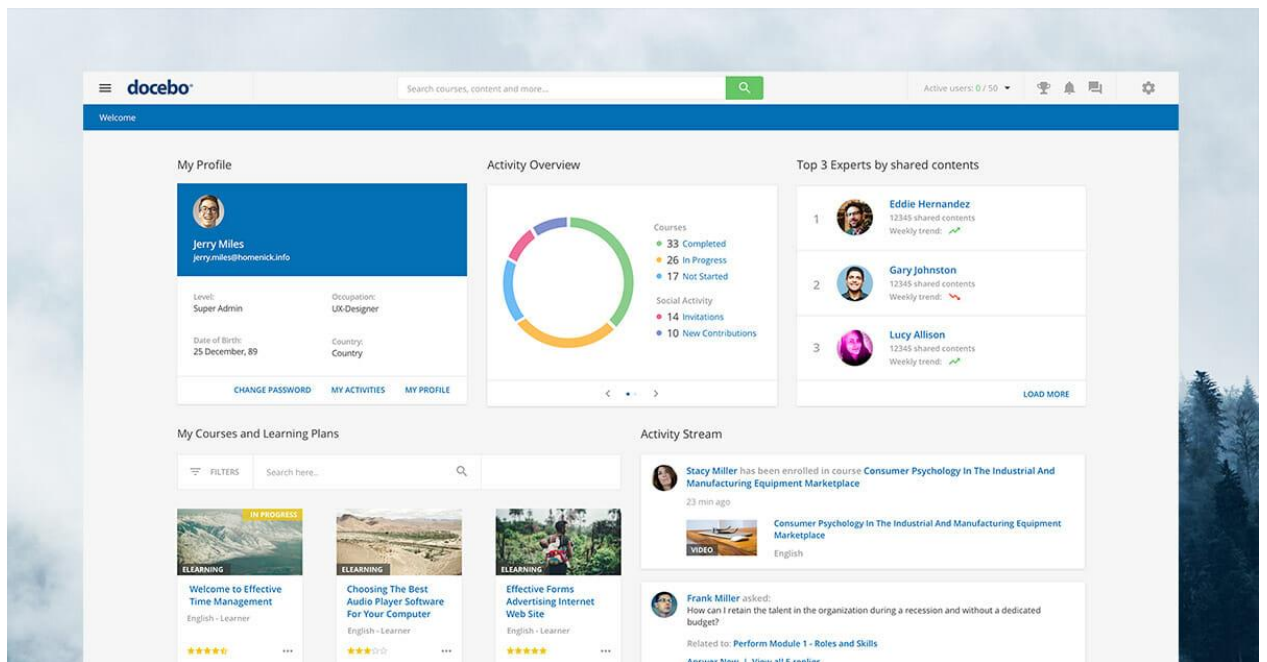 docebo
Search courses, content and more...
Active users: 0 / 50
Welcome
My Profile
Jerry Miles
jerry.miles@homenick.info
Level:
Super Admin
Occupation:
UX-Designer
Date of Birth:
25 December, 89
Country:
Country
CHANGE PASSWORD
MY ACTIVITIES
MY PROFILE
Activity Overview
Courses
33 Completed
26 In Progress
17 Not Started
Social Activity
14 Invitations
10 New Contributions
Top 3 Experts by shared contents
1
Eddie Hernandez
12345 shared contents
Weekly trend:
2
Gary Johnston
12345 shared contents
Weekly trend:
3
Lucy Allison
12345 shared contents
Weekly trend:
LOAD MORE
My Courses and Learning Plans
FILTERS
Search here..
IN PROGRESS
ELEARNING
Welcome to Effective
Time Management
English - Learner
ELEARNING
Choosing The Best
Audio Player Software
For Your Computer
English - Learner
ELEARNING
Effective Forms
Advertising Internet
Web Site
English - Learner
Activity Stream
Stacy Miller has been enrolled in course Consumer Psychology In The Industrial And
Manufacturing Equipment Marketplace
23 min ago
VIDEO
Consumer Psychology In The Industrial And Manufacturing Equipment
Marketplace
English
Frank Miller asked:
How can I retain the talent in the organization during a recession and without a dedicated
budget?
Related to: Perform Module 1 - Roles and Skills
Answer Now | View all 5 replies